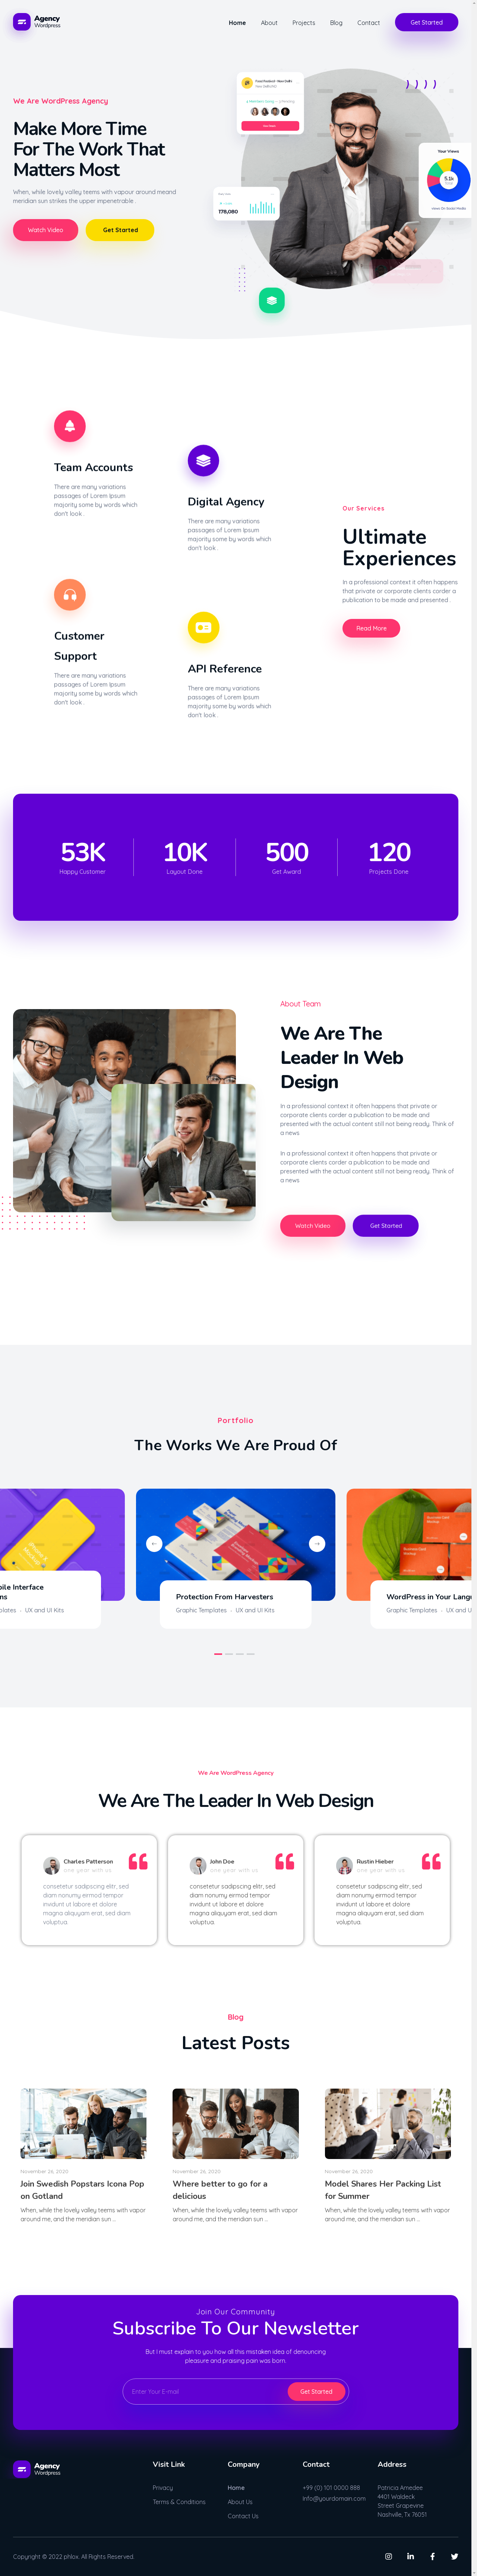 Agency
Wordpress
Home
About
Projects
Blog
Contact
Get Started
We Are WordPress Agency
Make More Time
For The Work That
Matters Most
When, while lovely valley teems with vapour around meand
meridian sun strikes the upper impenetrable .
Watch Video
Get Started
176,080
Your Views
5.1k
Team Accounts
There are many variations
passages of Lorem Ipsum
majority some by words which
don't look .
Digital Agency
There are many variations
passages of Lorem Ipsum
majority some by words which
don't look .
Customer
Support
There are many variations
passages of Lorem Ipsum
majority some by words which
don't look .
API Reference
There are many variations
passages of Lorem Ipsum
majority some by words which
don't look .
Our Services
Ultimate
Experiences
In a professional context it often happens
that private or corporate clients corder a
publication to be made and presented .
Read More
53K
Happy Customer
10K
Layout Done
500
Get Award
120
Projects Done
About Team
We Are The
Leader In Web
Design
In a professional context it often happens that private or
corporate clients corder a publication to be made and
presented with the actual content still not being ready. Think of
a news
In a professional context it often happens that private or
corporate clients corder a publication to be made and
presented with the actual content still not being ready. Think of
a news
Watch Video
Get Started
Portfolio
The Works We Are Proud Of
bile Interface
ns
plates
UX and UI Kits
Protection From Harvesters
Graphic Templates
UX and UI Kits
WordPress in Your Langu
Graphic Templates
UX and U
We Are WordPress Agency
We Are The Leader In Web Design
Charles Patterson
one year with us
consetetur sadipscing elitr, sed
diam nonumy eirmod tempor
invidunt ut labore et dolore
magna aliquyam erat, sed diam
voluptua.
John Doe
one year with us
consetetur sadipscing elitr, sed
diam nonumy eirmod tempor
invidunt ut labore et dolore
magna aliquyam erat, sed diam
voluptua.
Rustin Hieber
one year with us
consetetur sadipscing elitr, sed
diam nonumy eirmod tempor
invidunt ut labore et dolore
magna aliquyam erat, sed diam
voluptua.
Blog
Latest Posts
November 26, 2020
Join Swedish Popstars Icona Pop
on Gotland
When, while the lovely valley teems with vapor
around me, and the meridian sun ...
November 26, 2020
Where better to go for a
delicious
When, while the lovely valley teems with vapor
around me, and the meridian sun ...
November 26, 2020
Model Shares Her Packing List
for Summer
When, while the lovely valley teems with vapor
around me, and the meridian sun ...
Join Our Community
Subscribe To Our Newsletter
But I must explain to you how all this mistaken idea of denouncing
pleasure and praising pain was born.
Enter Your E-mail
Get Started
Agency
Wordpress
Visit Link
Privacy
Terms & Conditions
Company
Home
About Us
Contact Us
Contact
+99 (0) 101 0000 888
Info@yourdomain.com
Address
Patricia Amedee
4401 Waldeck
Street Grapevine
Nashville, Tx 76051
Copyright © 2022 phlox. All Rights Reserved.